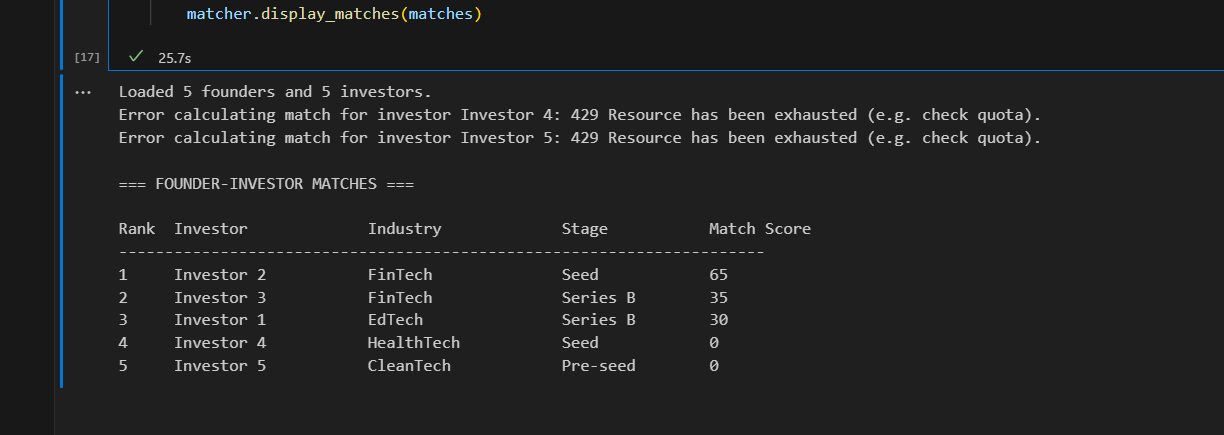 matcher.display_matches(matches)
[17] ✓ 25.7s
... Loaded 5 founders and 5 investors.
Error calculating match for investor Investor 4: 429 Resource has been exhausted (e.g. check quota).
Error calculating match for investor Investor 5: 429 Resource has been exhausted (e.g. check quota).
=== FOUNDER-INVESTOR MATCHES ===
Rank Investor Industry Stage Match Score
----------------------------------------------------------------------
1 Investor 2 FinTech Seed 65
2 Investor 3 FinTech Series B 35
3 Investor 1 EdTech Series B 30
4 Investor 4 HealthTech Seed 0
5 Investor 5 CleanTech Pre-seed 0